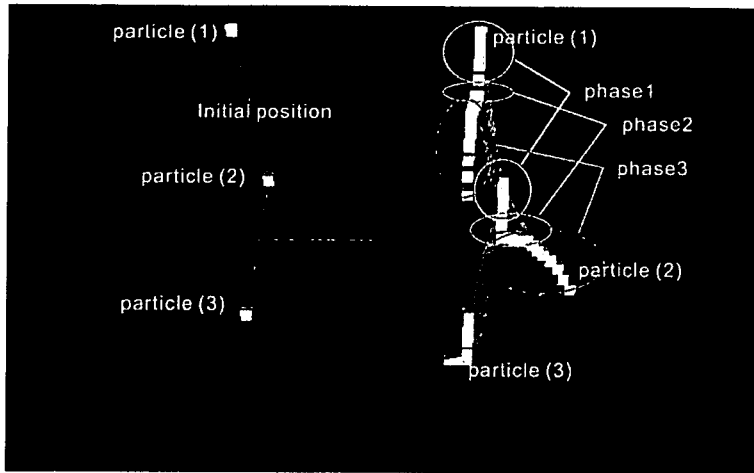 particle (1)
Initial position
particle (2)
particle (3)
particle (1)
phase1
phase2
phase3
particle (2)
particle (3)